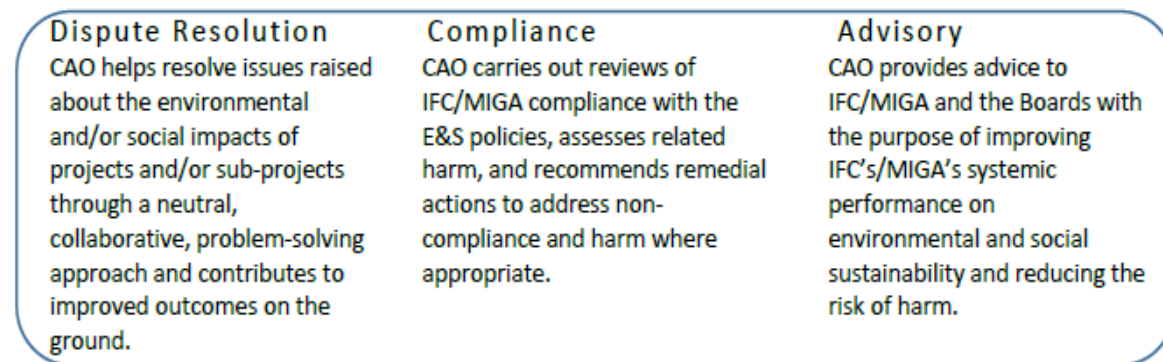 Dispute Resolution
CAO helps resolve issues raised
about the environmental
and/or social impacts of
projects and/or sub-projects
through a neutral,
collaborative, problem-solving
approach and contributes to
improved outcomes on the
ground.
Compliance
CAO carries out reviews of
IFC/MIGA compliance with the
E&S policies, assesses related
harm, and recommends remedial
actions to address non-
compliance and harm where
appropriate.
Advisory
CAO provides advice to
IFC/MIGA and the Boards with
the purpose of improving
IFC's/MIGA's systemic
performance on
environmental and social
sustainability and reducing the
risk of harm.